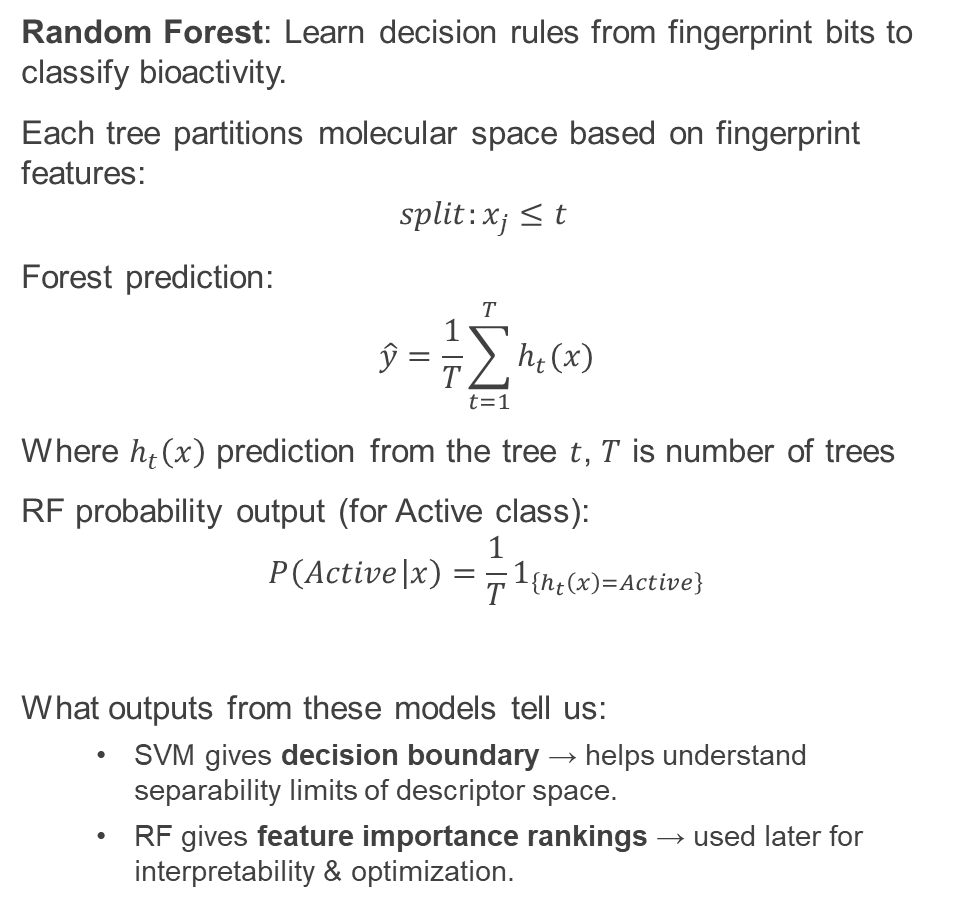 Random Forest: Learn decision rules from fingerprint bits to
classify bioactivity.
Each tree partitions molecular space based on fingerprint
features:
split: x_j ≤ t
Forest prediction:
ŷ = \frac{1}{T} \sum_{t=1}^{T} h_t(x)
Where h_t(x) prediction from the tree t, T is number of trees
RF probability output (for Active class):
P(Active|x) = \frac{1}{T} 1_{\{h_t(x)=Active\}}
What outputs from these models tell us:
• SVM gives decision boundary → helps understand
separability limits of descriptor space.
• RF gives feature importance rankings → used later for
interpretability & optimization.